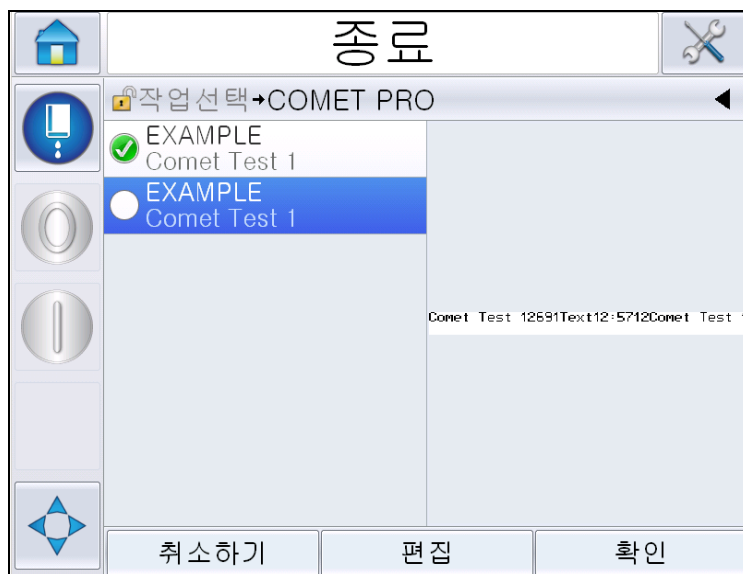 종료
작업선택→COMET PRO
EXAMPLE
Comet Test 1
EXAMPLE
Comet Test 1
Comet Test 12691Text12:5712Comet Test
취소하기
편집
확인